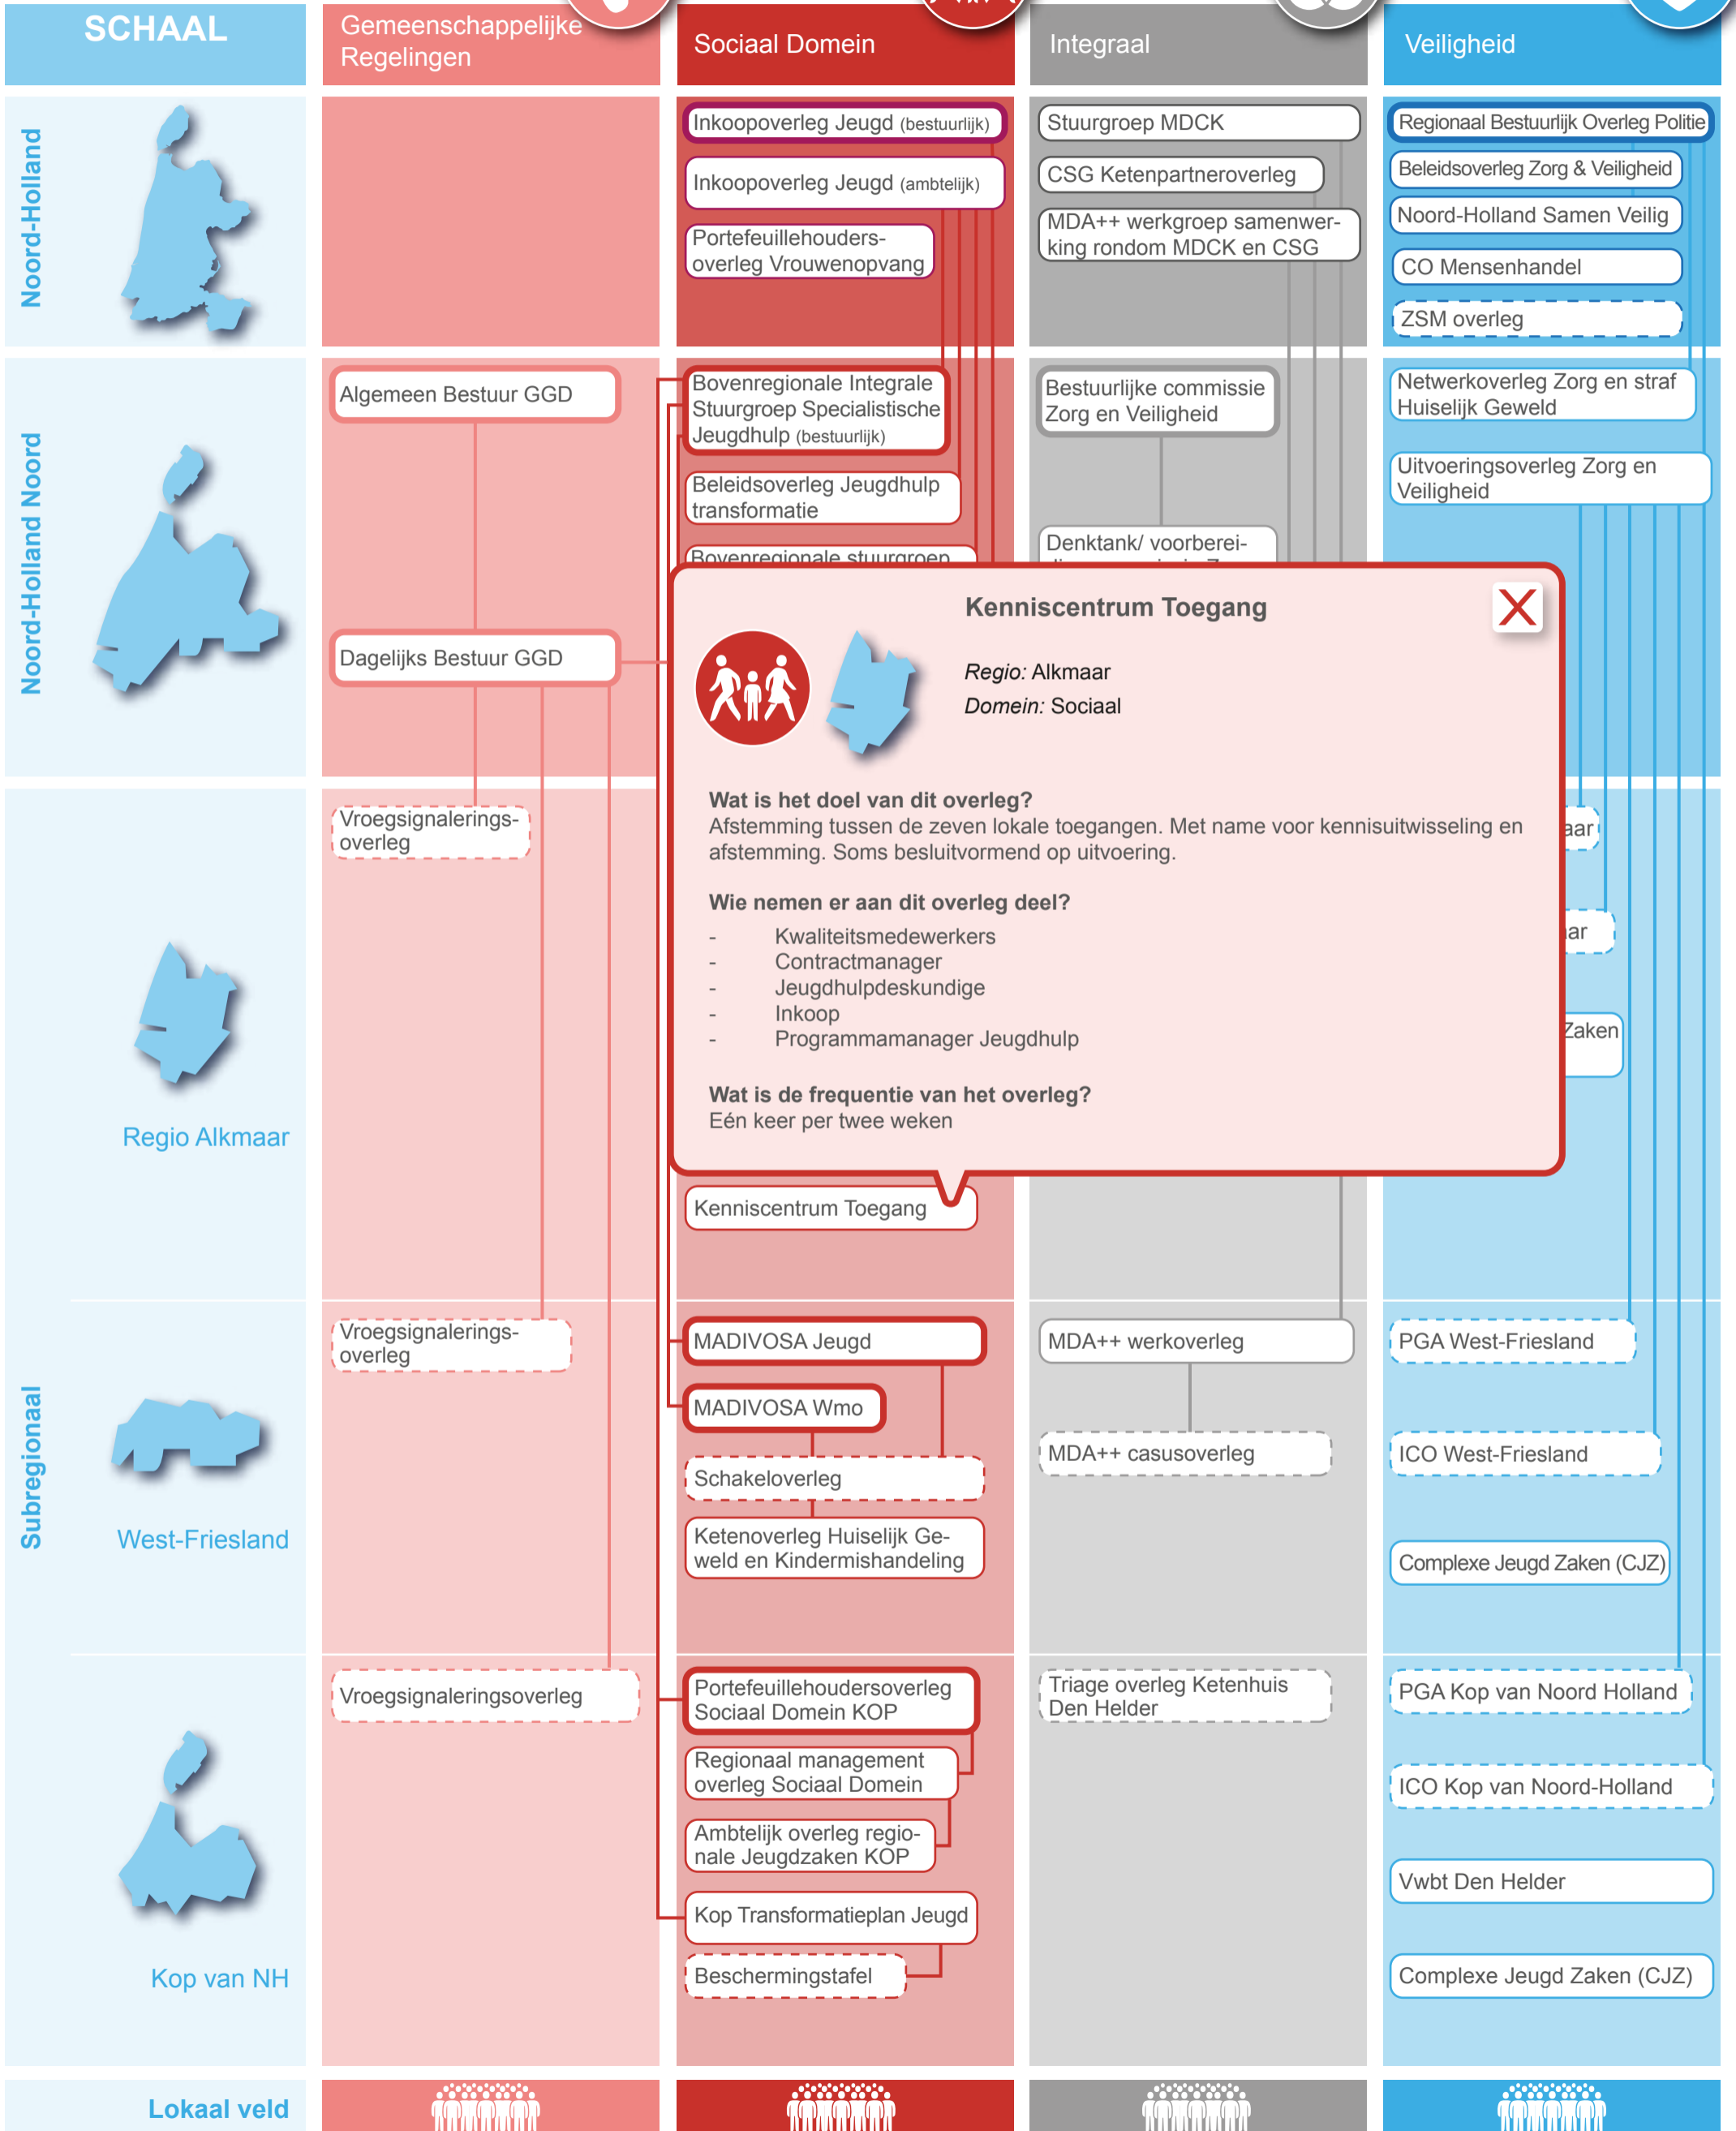 SCHAAL
Gemeenschappelijke
Regelingen
Sociaal Domein
Integraal
Veiligheid
Noord-Holland
Inkoopoverleg Jeugd (bestuurlijk)
Inkoopoverleg Jeugd (ambtelijk)
Portefeuillehouders-
overleg Vrouwenopvang
Stuurgroep MDCK
CSG Ketenpartneroverleg
MDA++ werkgroep samenwer-
king rondom MDCK en CSG
Regionaal Bestuurlijk Overleg Politie
Beleidsoverleg Zorg & Veiligheid
Noord-Holland Samen Veilig
CO Mensenhandel
ZSM overleg
Noord-Holland Noord
Algemeen Bestuur GGD
Dagelijks Bestuur GGD
Bovenregionale Integrale
Stuurgroep Specialistische
Jeugdhulp (bestuurlijk)
Beleidsoverleg Jeugdhulp
transformatie
Bovenregionale stuurgroep
Bestuurlijke commissie
Zorg en Veiligheid
Denktank/ voorberei-
Netwerkoverleg Zorg en straf
Huiselijk Geweld
Uitvoeringsoverleg Zorg en
Veiligheid
Kenniscentrum Toegang
X
Regio: Alkmaar
Domein: Sociaal
Wat is het doel van dit overleg?
Afstemming tussen de zeven lokale toegangen. Met name voor kennisuitwisseling en
afstemming. Soms besluitvormend op uitvoering.
Wie nemen er aan dit overleg deel?
- Kwaliteitsmedewerkers
- Contractmanager
- Jeugdhulpdeskundige
- Inkoop
- Programmamanager Jeugdhulp
Wat is de frequentie van het overleg?
Eén keer per twee weken
Subregionaal
Regio Alkmaar
Vroegsignalerings-
overleg
Kenniscentrum Toegang
aar
aar
Zaken
West-Friesland
Vroegsignalerings-
overleg
MADIVOSA Jeugd
MADIVOSA Wmo
Schakeloverleg
Ketenoverleg Huiselijk Ge-
weld en Kindermishandeling
MDA++ werkoverleg
MDA++ casusoverleg
PGA West-Friesland
ICO West-Friesland
Complexe Jeugd Zaken (CJZ)
Kop van NH
Vroegsignaleringsoverleg
Portefeuillehoudersoverleg
Sociaal Domein KOP
Regionaal management
overleg Sociaal Domein
Ambtelijk overleg regio-
nale Jeugdzaken KOP
Kop Transformatieplan Jeugd
Beschermingstafel
Triage overleg Ketenhuis
Den Helder
PGA Kop van Noord Holland
ICO Kop van Noord-Holland
Vwbt Den Helder
Complexe Jeugd Zaken (CJZ)
Lokaal veld